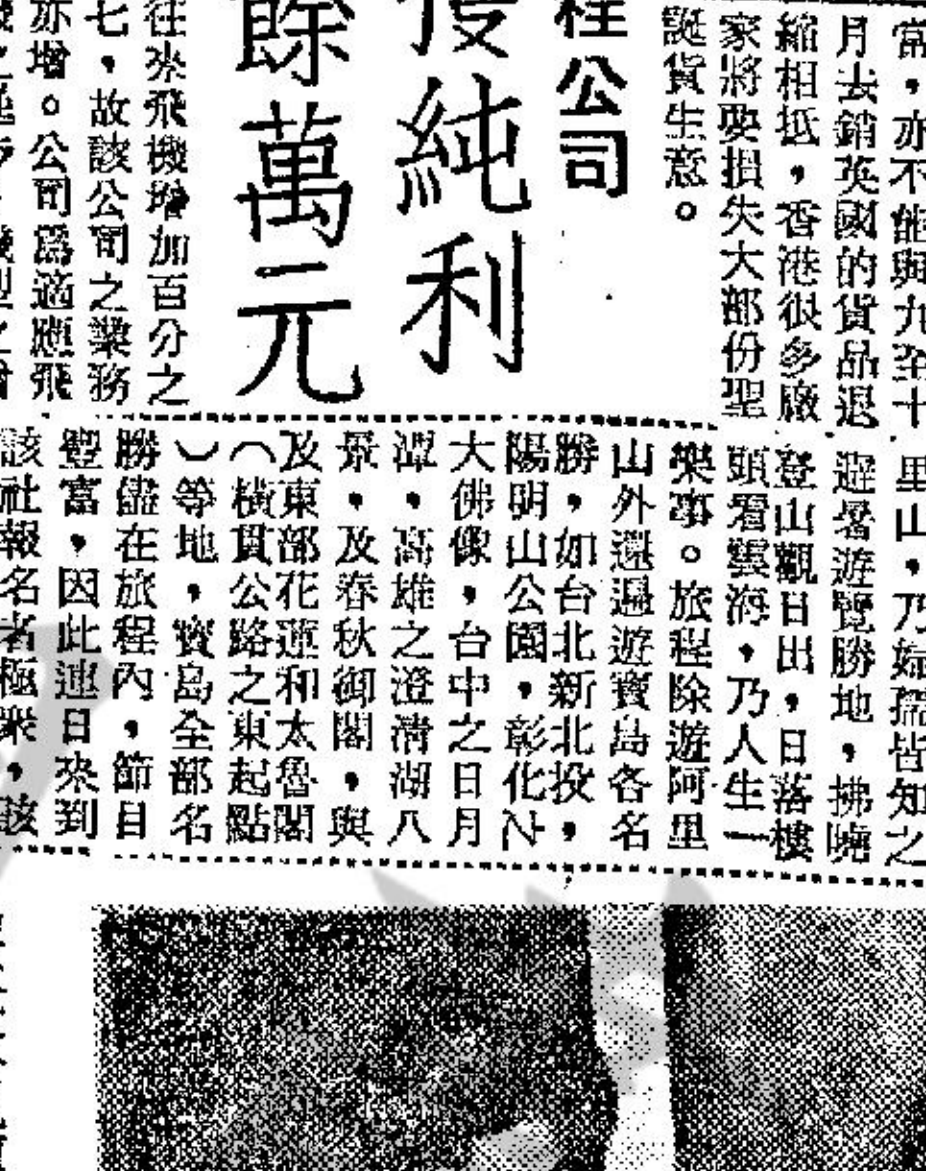 當，亦不能與九至十
月去銷英國的貨品退
縮相抵，香港很多廠
家將要損失大部份聖
誕貨生意。
程公司
後純利
餘萬元
往來飛機增加百分之
七，故該公司之業務
亦增。公司爲適應飛
里山，乃婦孺皆知之
避暑遊覽勝地，拂曉
登山觀日出，日落樓
頭看雲海，乃人生一
樂事。旅程除遊阿里
山外還遍遊寶島各名
勝，如台北新北投，
陽明山公園，彰化之
大佛像，台中之日月
潭，高雄之澄清湖八
景，及春秋御閣，與
及東部花蓮和太魯閣
（橫貫公路之東起點
）等地，寶島全部名
勝儘在旅程內，節目
豐富，因此連日來到
該社報名者極衆，該